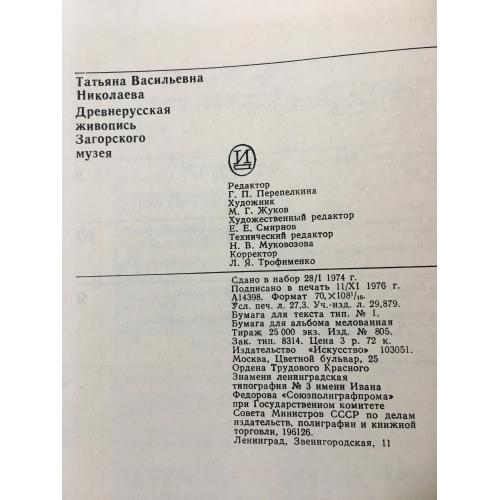 Татьяна Васильевна
Николаева
Древнерусская
живопись
Загорского
музея
И
Редактор
Г. П. Перепелкина
Художник
М. Г. Жуков
Художественный редактор
Е. Е. Смирнов
Технический редактор
Н. В. Муковозова
Корректор
Л. Я. Трофименко
Сдано в набор 28/I 1974 г.
Подписано в печать 11/XI 1976 г.
А14398. Формат 70×108¹/₁₆.
Усл. печ. л. 27,3. Уч.-изд. л. 29,879.
Бумага для текста тип. № 1.
Бумага для альбома мелованная
Тираж 25 000 экз. Изд. № 805.
Зак. тип. 8314. Цена 3 р. 72 к.
Издательство «Искусство» 103051.
Москва, Цветной бульвар, 25
Ордена Трудового Красного
Знамени ленинградская
типография № 3 имени Ивана
Федорова «Союзполиграфпрома»
при Государственном комитете
Совета Министров СССР по делам
издательств, полиграфии и книжной
торговли, 196126.
Ленинград, Звенигородская, 11